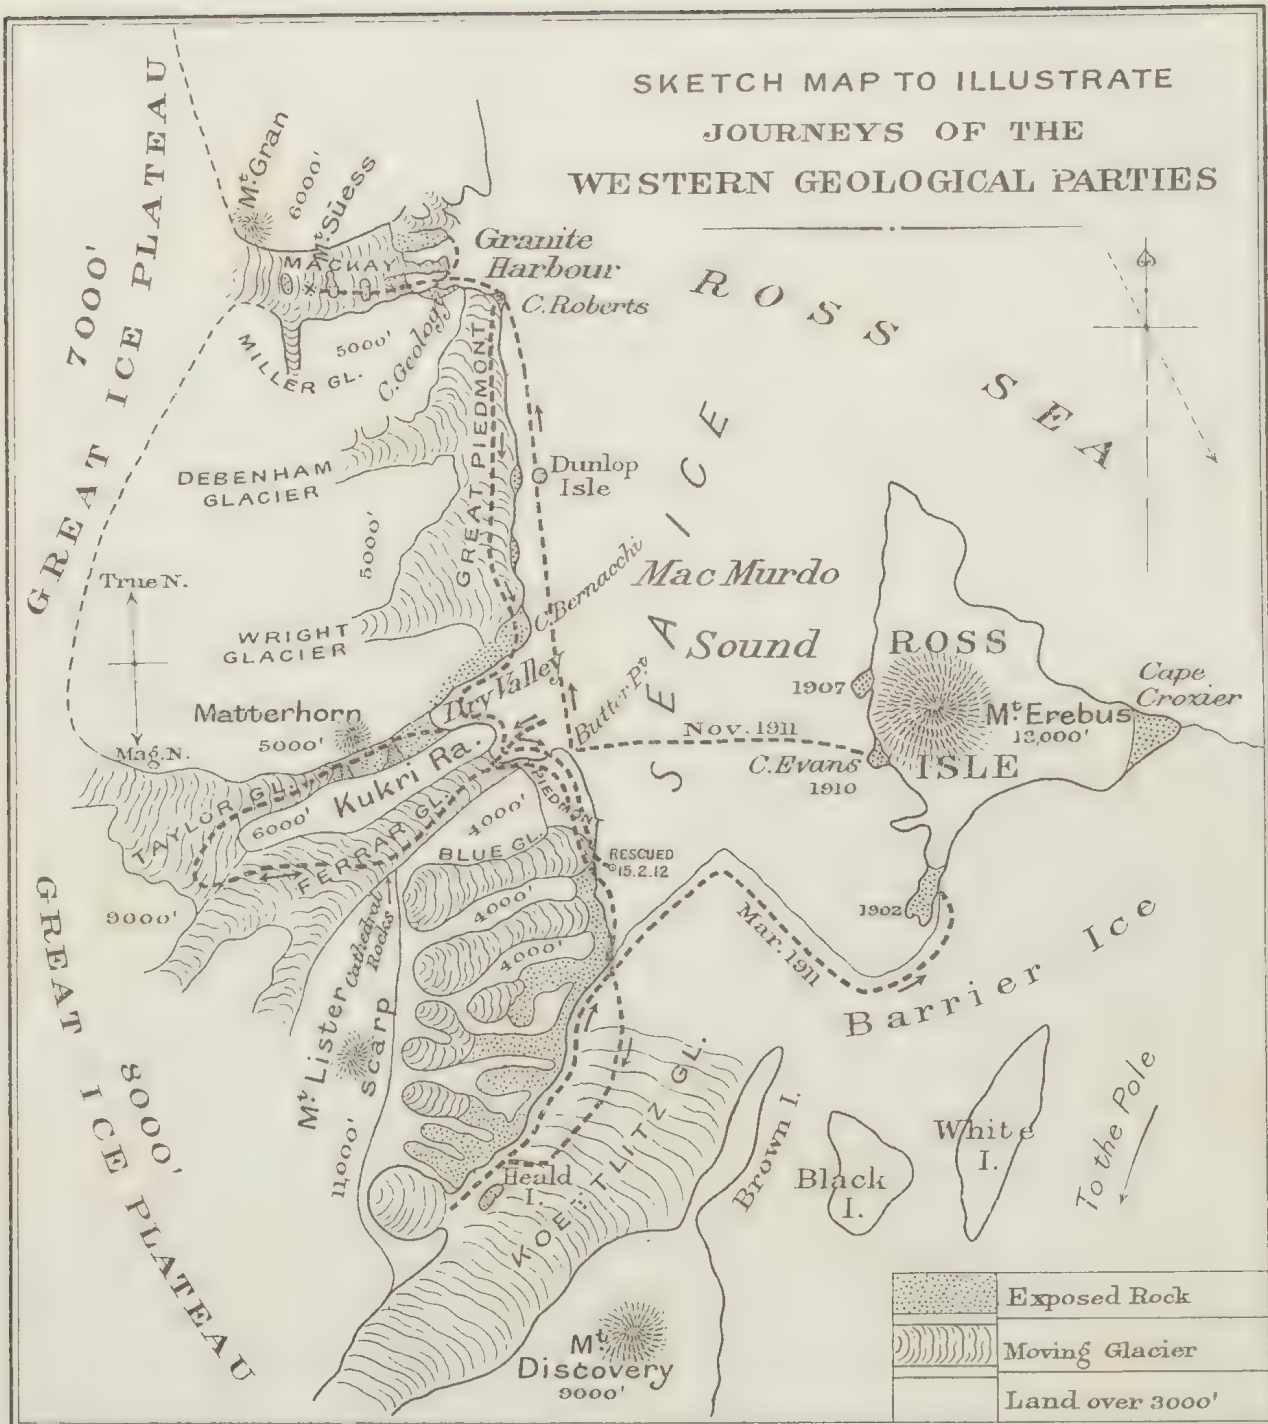 SKETCH MAP TO ILLUSTRATE
JOURNEYS OF THE
WESTERN GEOLOGICAL PARTIES
7000'
GREAT ICE PLATEAU
Mt. Gran
6000'
Mt. Süess
MACKAY
Granite
Harbour
C. Roberts
C. Geology
5000'
MILLER GL.
GREAT PIEDMONT
DEBENHAM
GLACIER
Dunlop
Isle
ROSS SEA
SEA ICE
5000'
True N.
Mag. N.
WRIGHT
GLACIER
C. Bernacchi
Mac Murdo
Sound
Dry Valley
Butter Pt.
Matterhorn
5000'
Kukri Ra.
6000'
TAYLOR GL.
FERRAR GL.
9000'
PIEDMONT
4000'
BLUE GL.
4000'
4000'
RESCUED
15.2.12
Nov. 1911
C. Evans
1910
1907
ROSS
ISLE
Mt. Erebus
13,000'
Cape
Croxier
1902
Mar. 1911
Barrier Ice
Cathedral
Rocks
Mt. Lister
scarp
11,000'
GREAT ICE PLATEAU
8000'
Heald
I.
KOETTLITZ GL.
Brown I.
Black
I.
White
I.
To the Pole
Mt.
Discovery
9000'
Exposed Rock
Moving Glacier
Land over 3000'